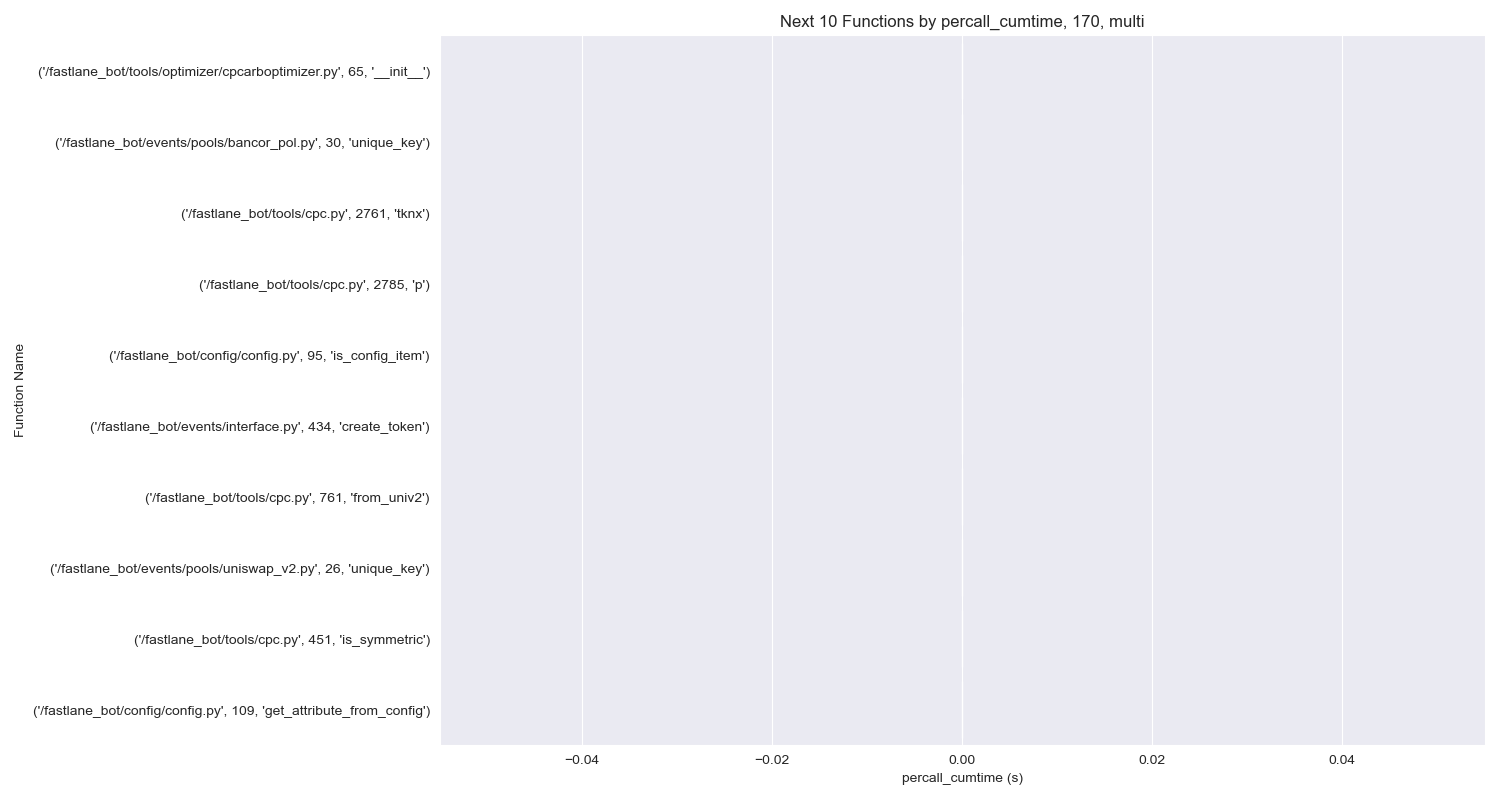 Next 10 Functions by percall_cumtime, 170, multi
('/fastlane_bot/tools/optimizer/cpcarboptimizer.py', 65, '__init__')
('/fastlane_bot/events/pools/bancor_pol.py', 30, 'unique_key')
('/fastlane_bot/tools/cpc.py', 2761, 'tknx')
('/fastlane_bot/tools/cpc.py', 2785, 'p')
('/fastlane_bot/config/config.py', 95, 'is_config_item')
Function Name
('/fastlane_bot/events/interface.py', 434, 'create_token')
('/fastlane_bot/tools/cpc.py', 761, 'from_univ2')
('/fastlane_bot/events/pools/uniswap_v2.py', 26, 'unique_key')
('/fastlane_bot/tools/cpc.py', 451, 'is_symmetric')
('/fastlane_bot/config/config.py', 109, 'get_attribute_from_config')
−0.04 −0.02 0.00 0.02 0.04
percall_cumtime (s)